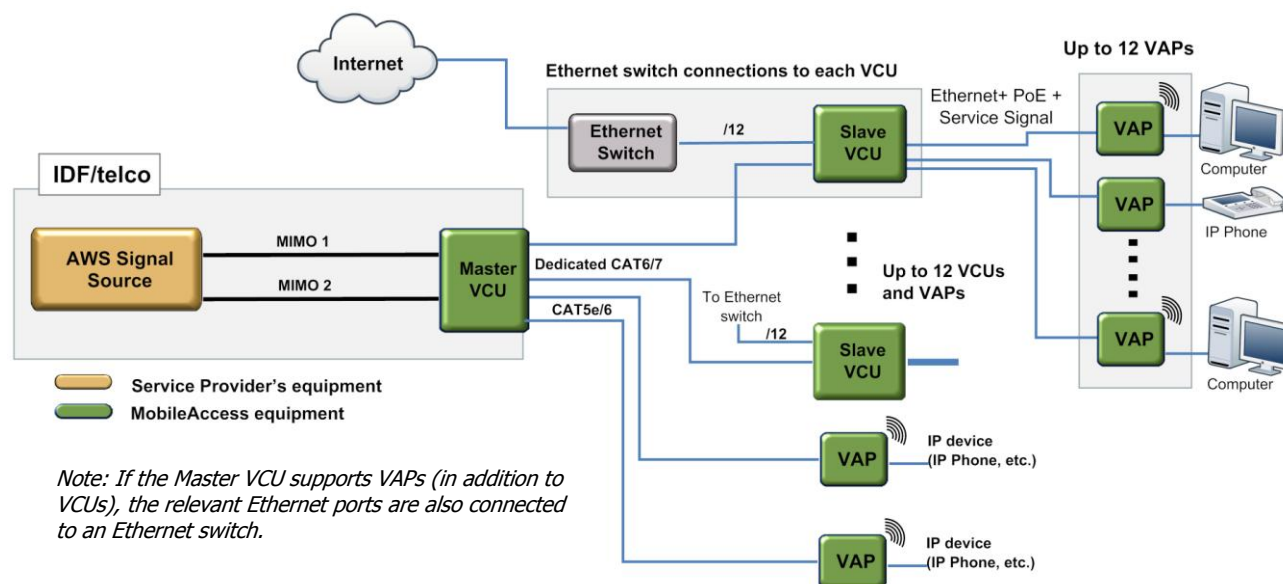 Internet
Ethernet switch connections to each VCU
Up to 12 VAPs
Ethernet
Switch
/12
Slave
VCU
Ethernet+ PoE +
Service Signal
VAP
Computer
VAP
IP Phone
VAP
Computer
IDF/telco
AWS Signal
Source
MIMO 1
MIMO 2
Master
VCU
Dedicated CAT6/7
CAT5e/6
To Ethernet
switch
/12
Up to 12 VCUs
and VAPs
Slave
VCU
VAP
IP device
(IP Phone, etc.)
VAP
IP device
(IP Phone, etc.)
Service Provider's equipment
MobileAccess equipment
Note: If the Master VCU supports VAPs (in addition to
VCUs), the relevant Ethernet ports are also connected
to an Ethernet switch.